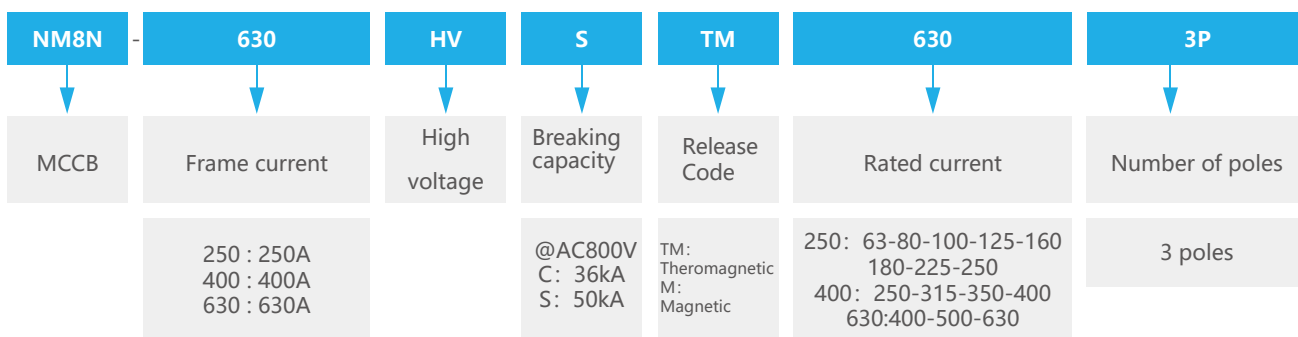 NM8N - 630 HV S TM 630 3P
MCCB
Frame current
High
voltage
Breaking
capacity
Release
Code
Rated current
Number of poles
250 : 250A
400 : 400A
630 : 630A
@AC800V
C： 36kA
S： 50kA
TM：
Theromagnetic
M：
Magnetic
250：63-80-100-125-160
180-225-250
400：250-315-350-400
630:400-500-630
3 poles